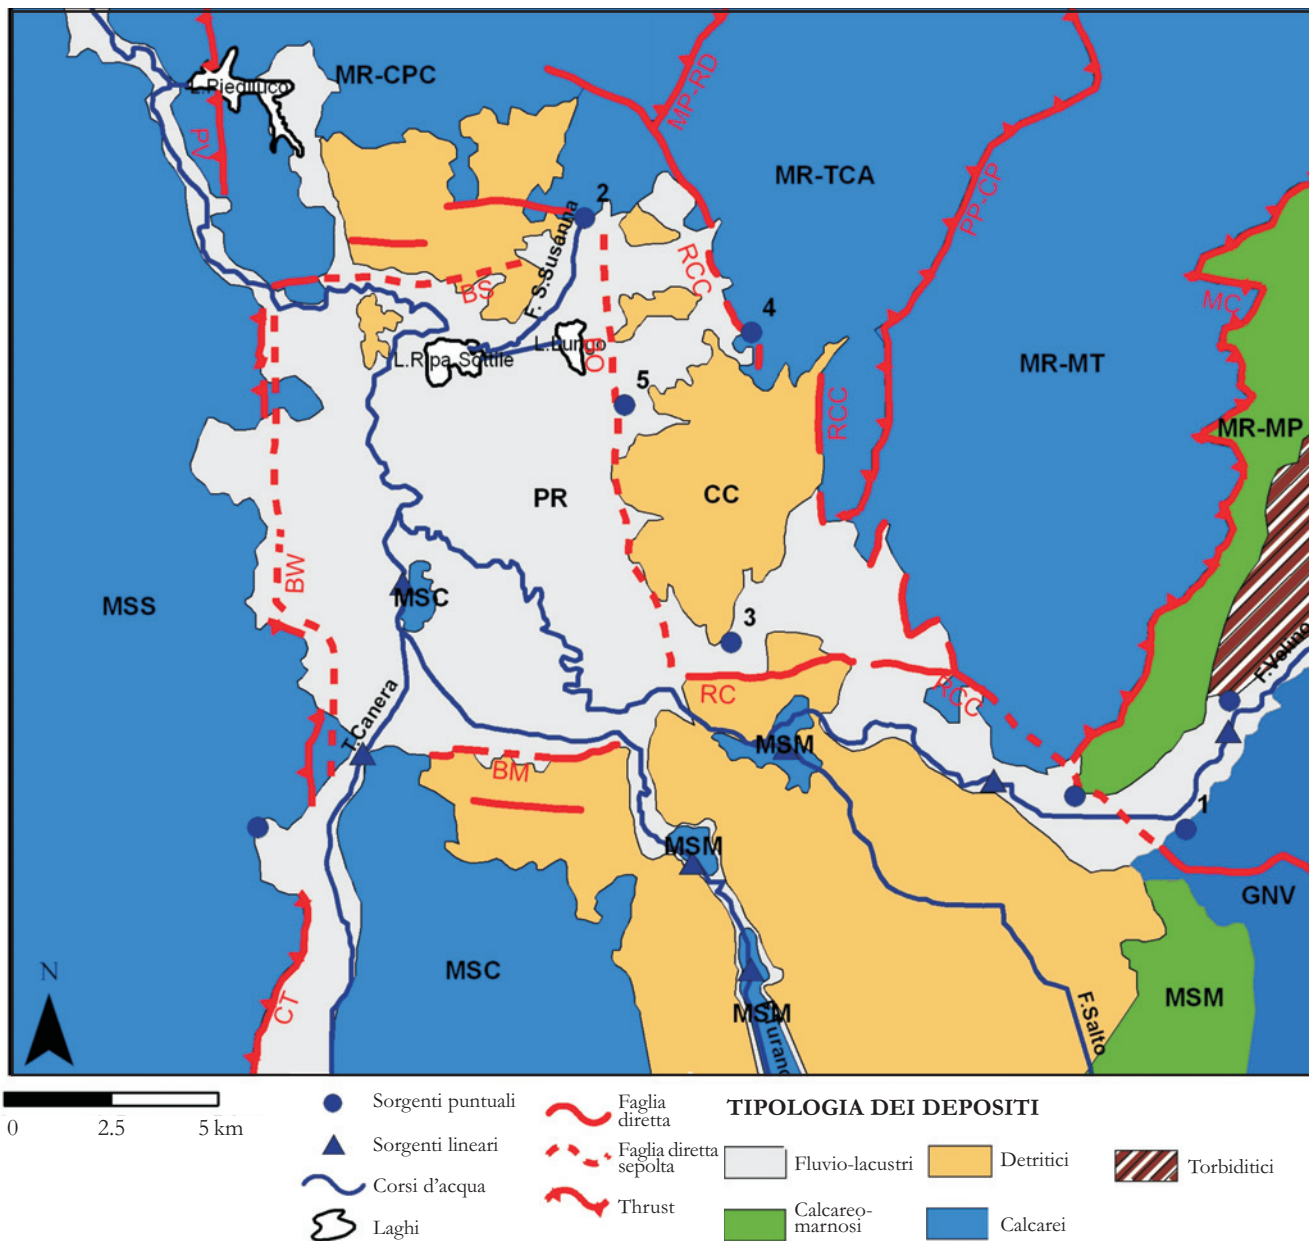 MR-CPC
L.Piediluco
MP-RD
PV
MR-TCA
PP-CP
2
F. S.Susanna
RCC
MC
BS
4
L.Lungo
L.Ripa Sottile
MR-MT
5
RCC
MR-MP
PR
CC
BW
MSC
MSS
3
F.Velino
RC
RCC
T.Canera
MSM
BM
1
MSM
GNV
MSC
MSM
F.Salto
CT
MSM
N
0 2.5 5 km
Sorgenti puntuali
Sorgenti lineari
Corsi d'acqua
Laghi
Faglia
diretta
Faglia diretta
sepolta
Thrust
TIPOLOGIA DEI DEPOSITI
Fluvio-lacustri
Detritici
Torbiditici
Calcareo-
marnosi
Calcarei